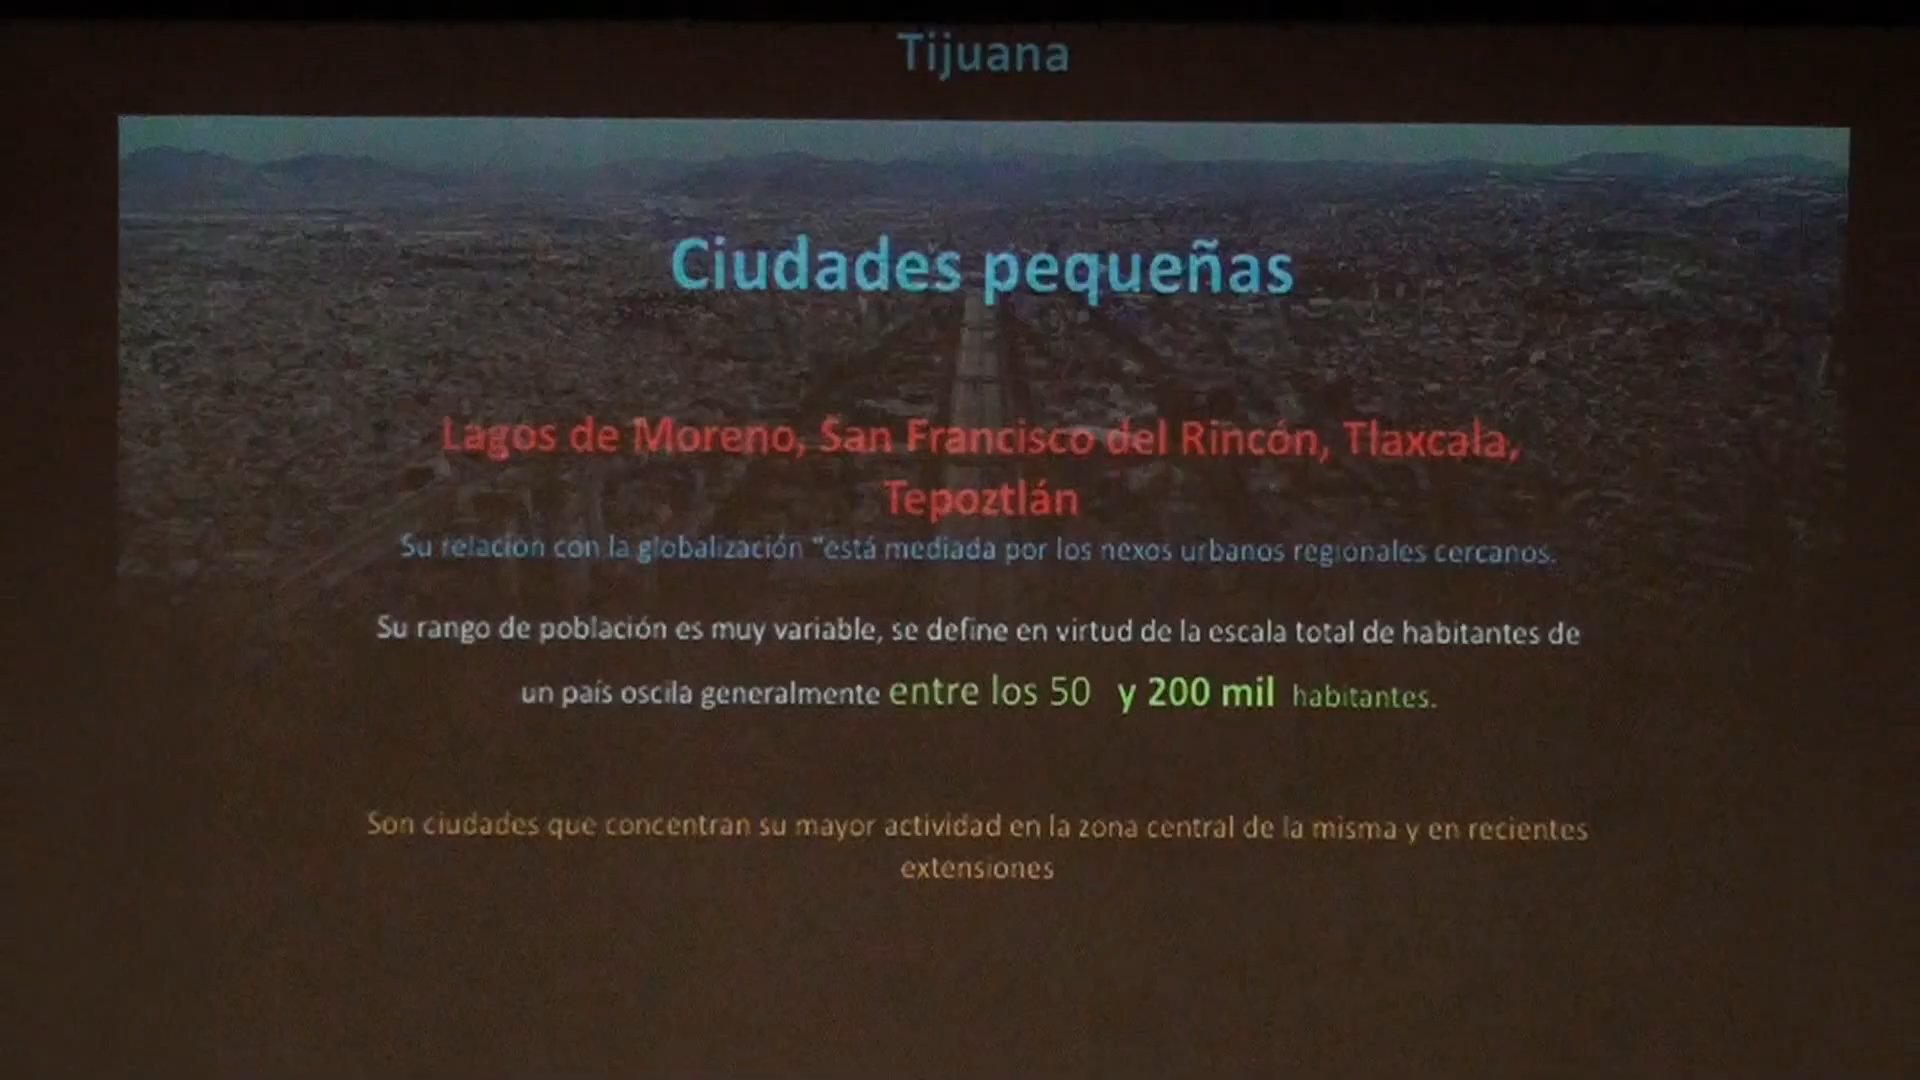 Tijuana
Ciudades pequeñas
Lagos de Moreno, San Francisco del Rincón, Tlaxcala,
Tepoztlán
Su relacion con la globalización "está mediada por los nexos urbanos regionales cercanos.
Su rango de población es muy variable, se define en virtud de la escala total de habitantes de
un país oscila generalmente entre los 50 y 200 mil habitantes.
Son ciudades que concentran su mayor actividad en la zona central de la misma y en recientes
extensiones